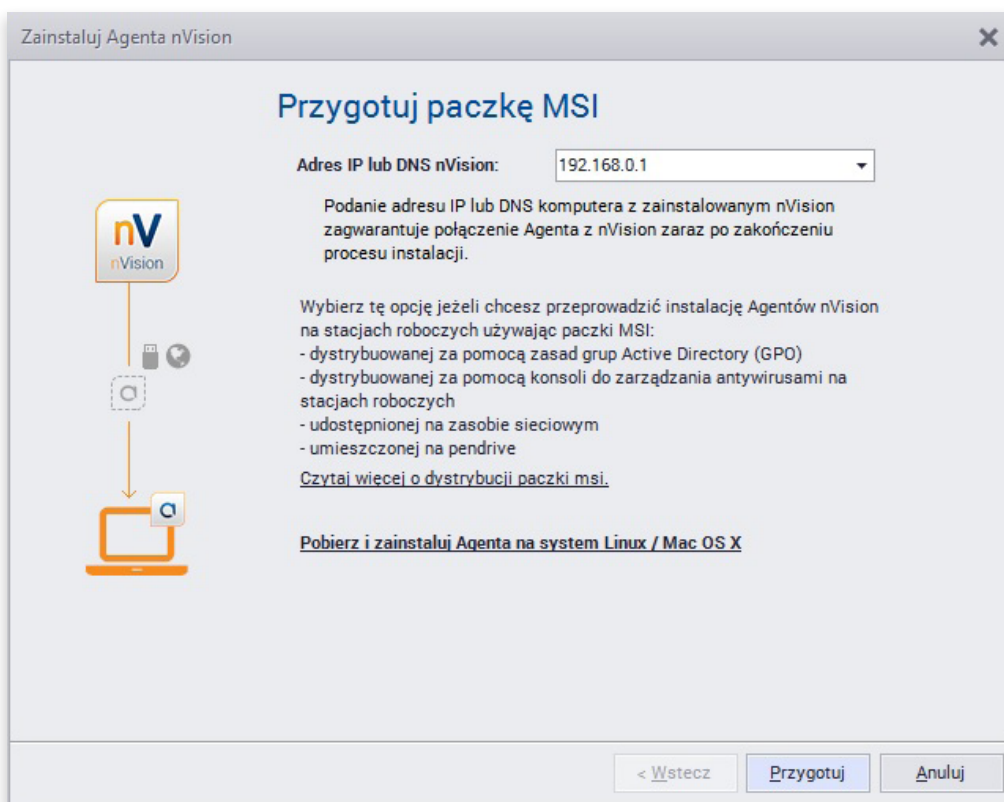 Zainstaluj Agenta nVision
Przygotuj paczkę MSI
Adres IP lub DNS nVision: 192.168.0.1
Podanie adresu IP lub DNS komputera z zainstalowanym nVision
zagwarantuje połączenie Agenta z nVision zaraz po zakończeniu
procesu instalacji.
nV
nVision
Wybierz tę opcję jeżeli chcesz przeprowadzić instalację Agentów nVision
na stacjach roboczych używając paczki MSI:
- dystrybuowanej za pomocą zasad grup Active Directory (GPO)
- dystrybuowanej za pomocą konsoli do zarządzania antywirusami na
stacjach roboczych
- udostępnionej na zasobie sieciowym
- umieszczonej na pendrive
Czytaj więcej o dystrybucji paczki msi.
Pobierz i zainstaluj Agenta na system Linux / Mac OS X
< Wstecz Przygotuj Anuluj